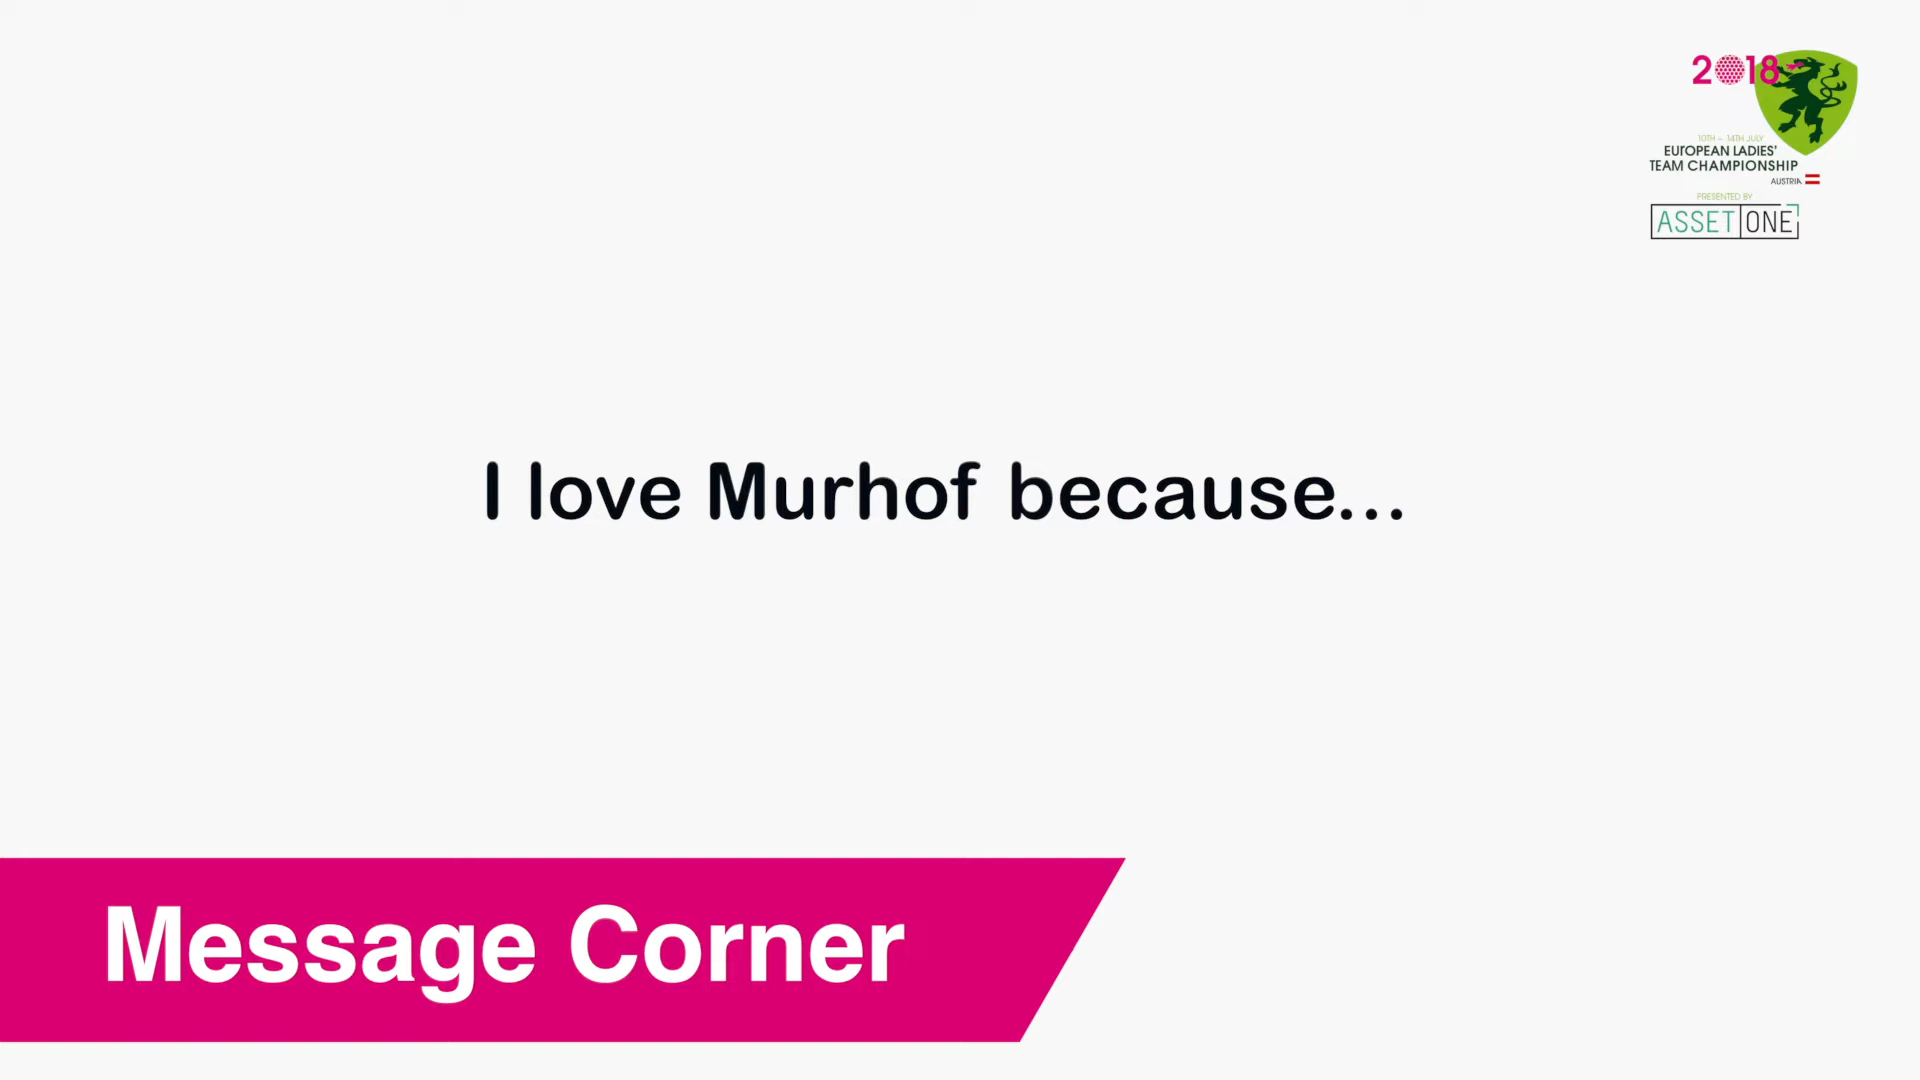 2018
10TH – 14TH JULY
EUROPEAN LADIES'
TEAM CHAMPIONSHIP
AUSTRIA
PRESENTED BY
ASSET ONE
I love Murhof because...
Message Corner